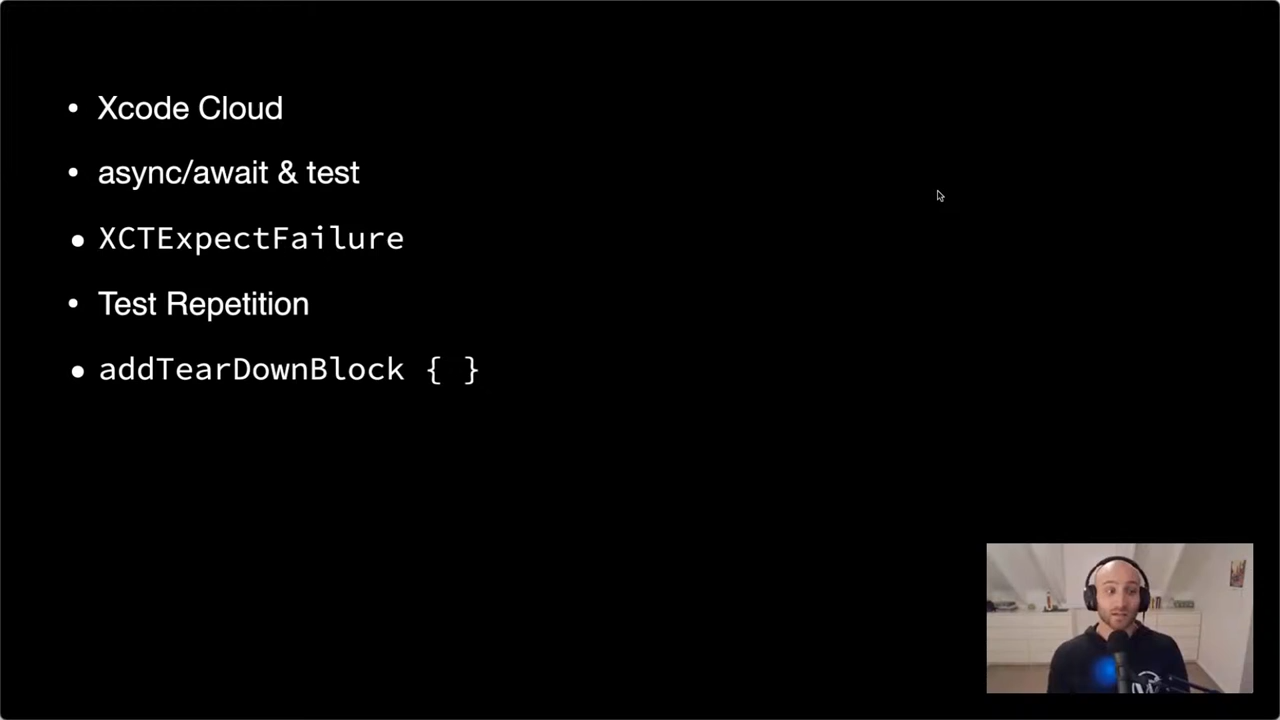 • Xcode Cloud
• async/await & test
• XCTExpectFailure
• Test Repetition
• addTearDownBlock { }